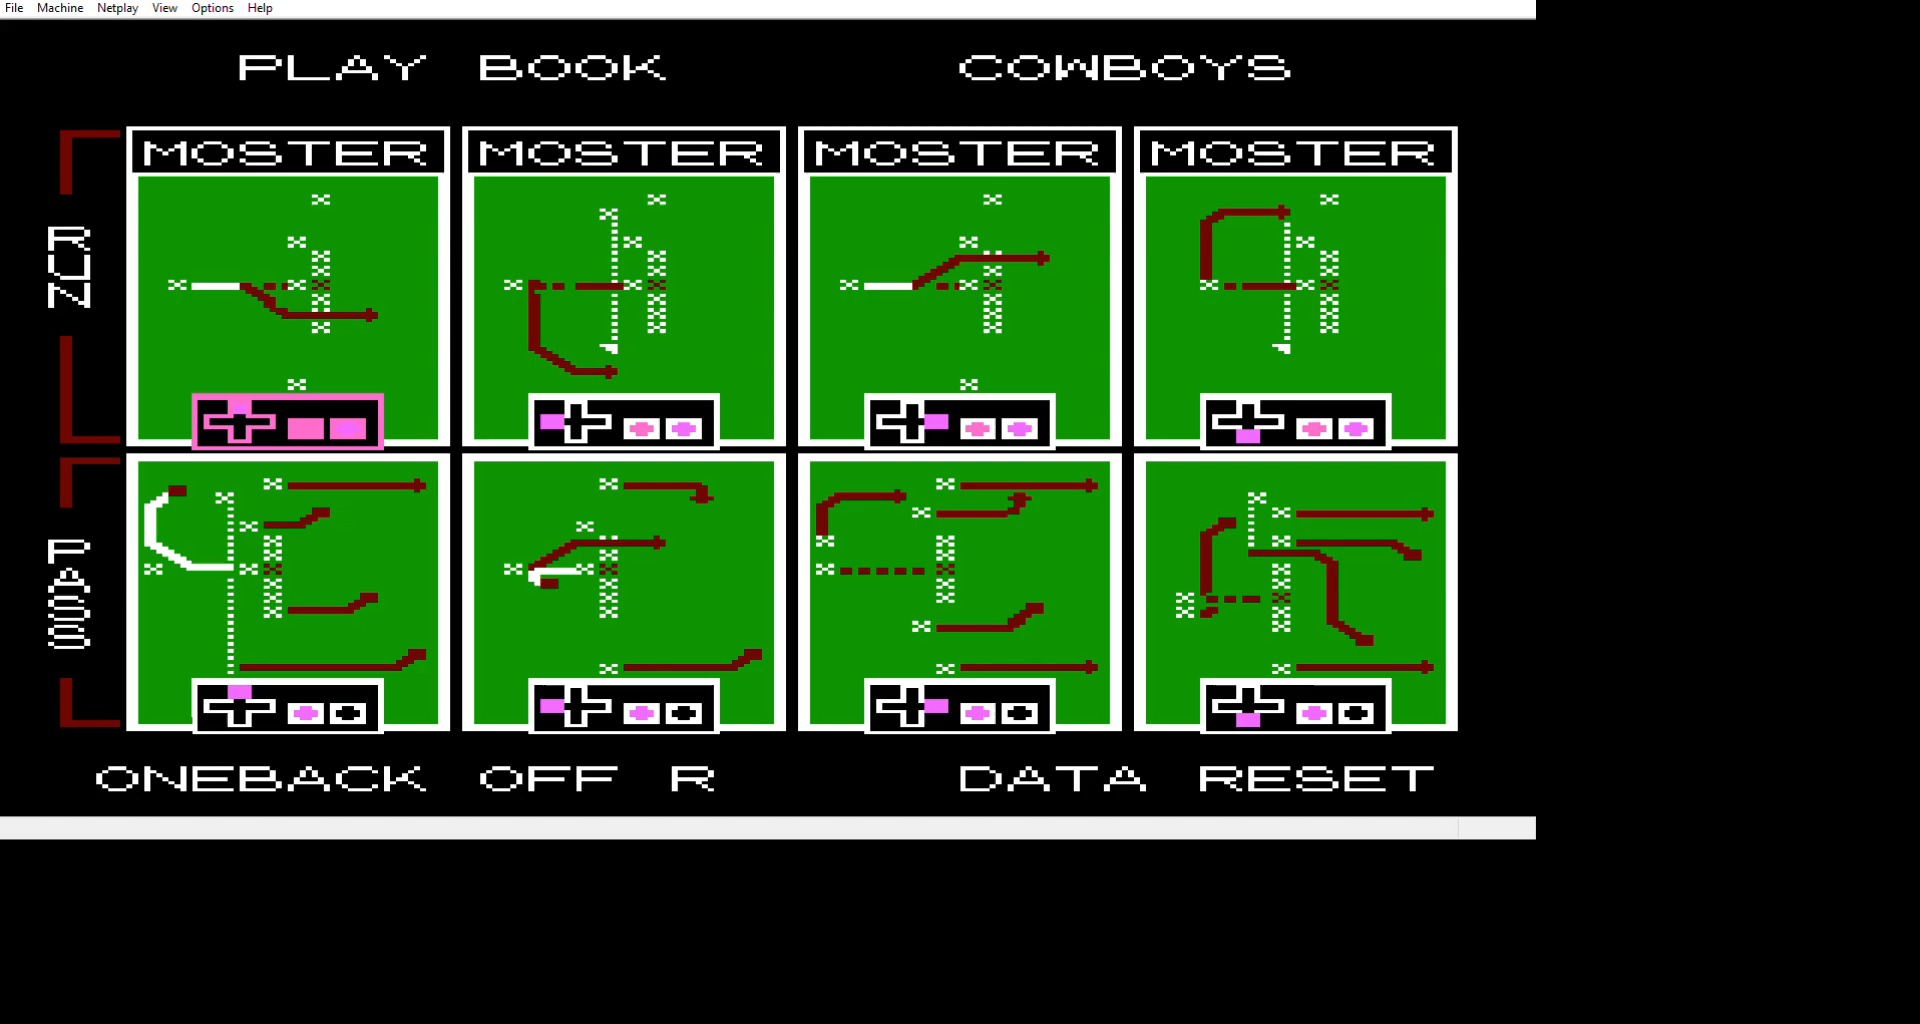 File Machine Netplay View Options Help
PLAY BOOK COWBOYS
MOSTER MOSTER MOSTER MOSTER
RUN
PASS
ONEBACK OFF R DATA RESET